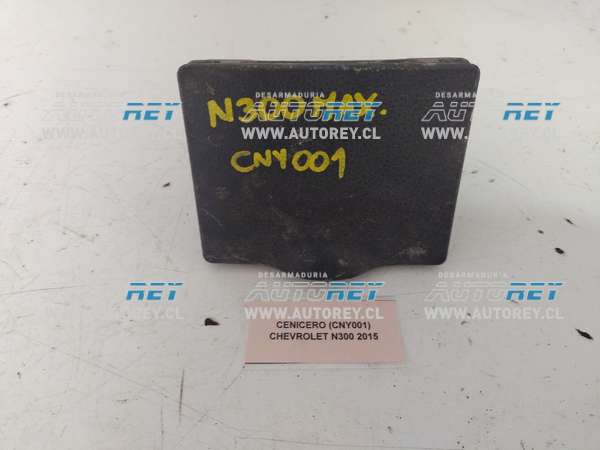 N300 MAX.
CNY001
CENICERO (CNY001)
CHEVROLET N300 2015
DESARMADURIA
AUTOREY
WWW.AUTOREY.CL